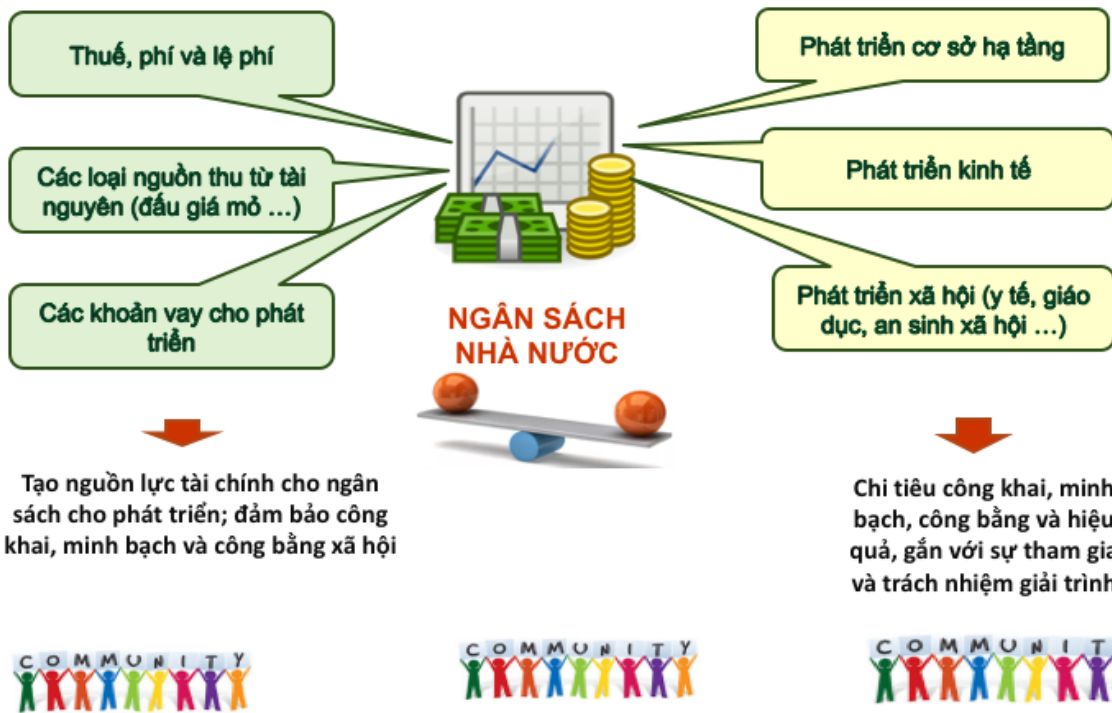 Thuế, phí và lệ phí
Các loại nguồn thu từ tài
nguyên (đấu giá mỏ ...)
Các khoản vay cho phát
triển
Phát triển cơ sở hạ tầng
Phát triển kinh tế
Phát triển xã hội (y tế, giáo
dục, an sinh xã hội ...)
NGÂN SÁCH
NHÀ NƯỚC
Tạo nguồn lực tài chính cho ngân
sách cho phát triển; đảm bảo công
khai, minh bạch và công bằng xã hội
Chi tiêu công khai, minh
bạch, công bằng và hiệu
quả, gắn với sự tham gia
và trách nhiệm giải trình
COMMUNITY
COMMUNITY
COMMUNIT